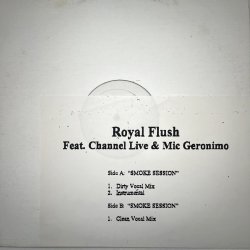 Royal Flush
Feat. Channel Live & Mic Geronimo
Side A: "SMOKE SESSION"
1. Dirty Vocal Mix
2. Instrumental
Side B: "SMOKE SESSION"
1. Clean Vocal Mix